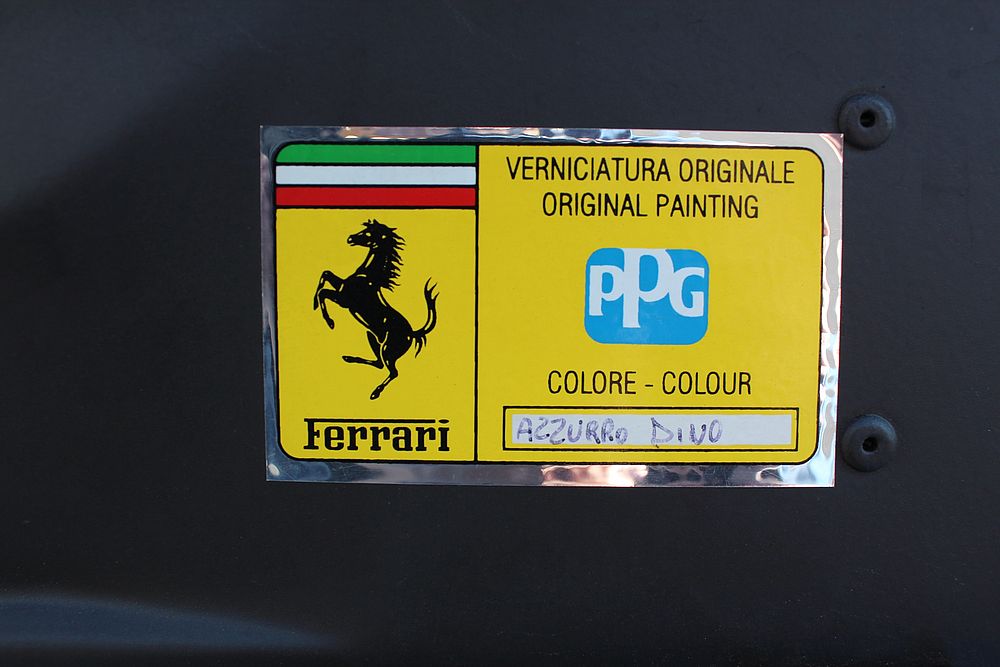 VERNICIATURA ORIGINALE
ORIGINAL PAINTING
PPG
COLORE - COLOUR
AZZURRO DINO
Ferrari